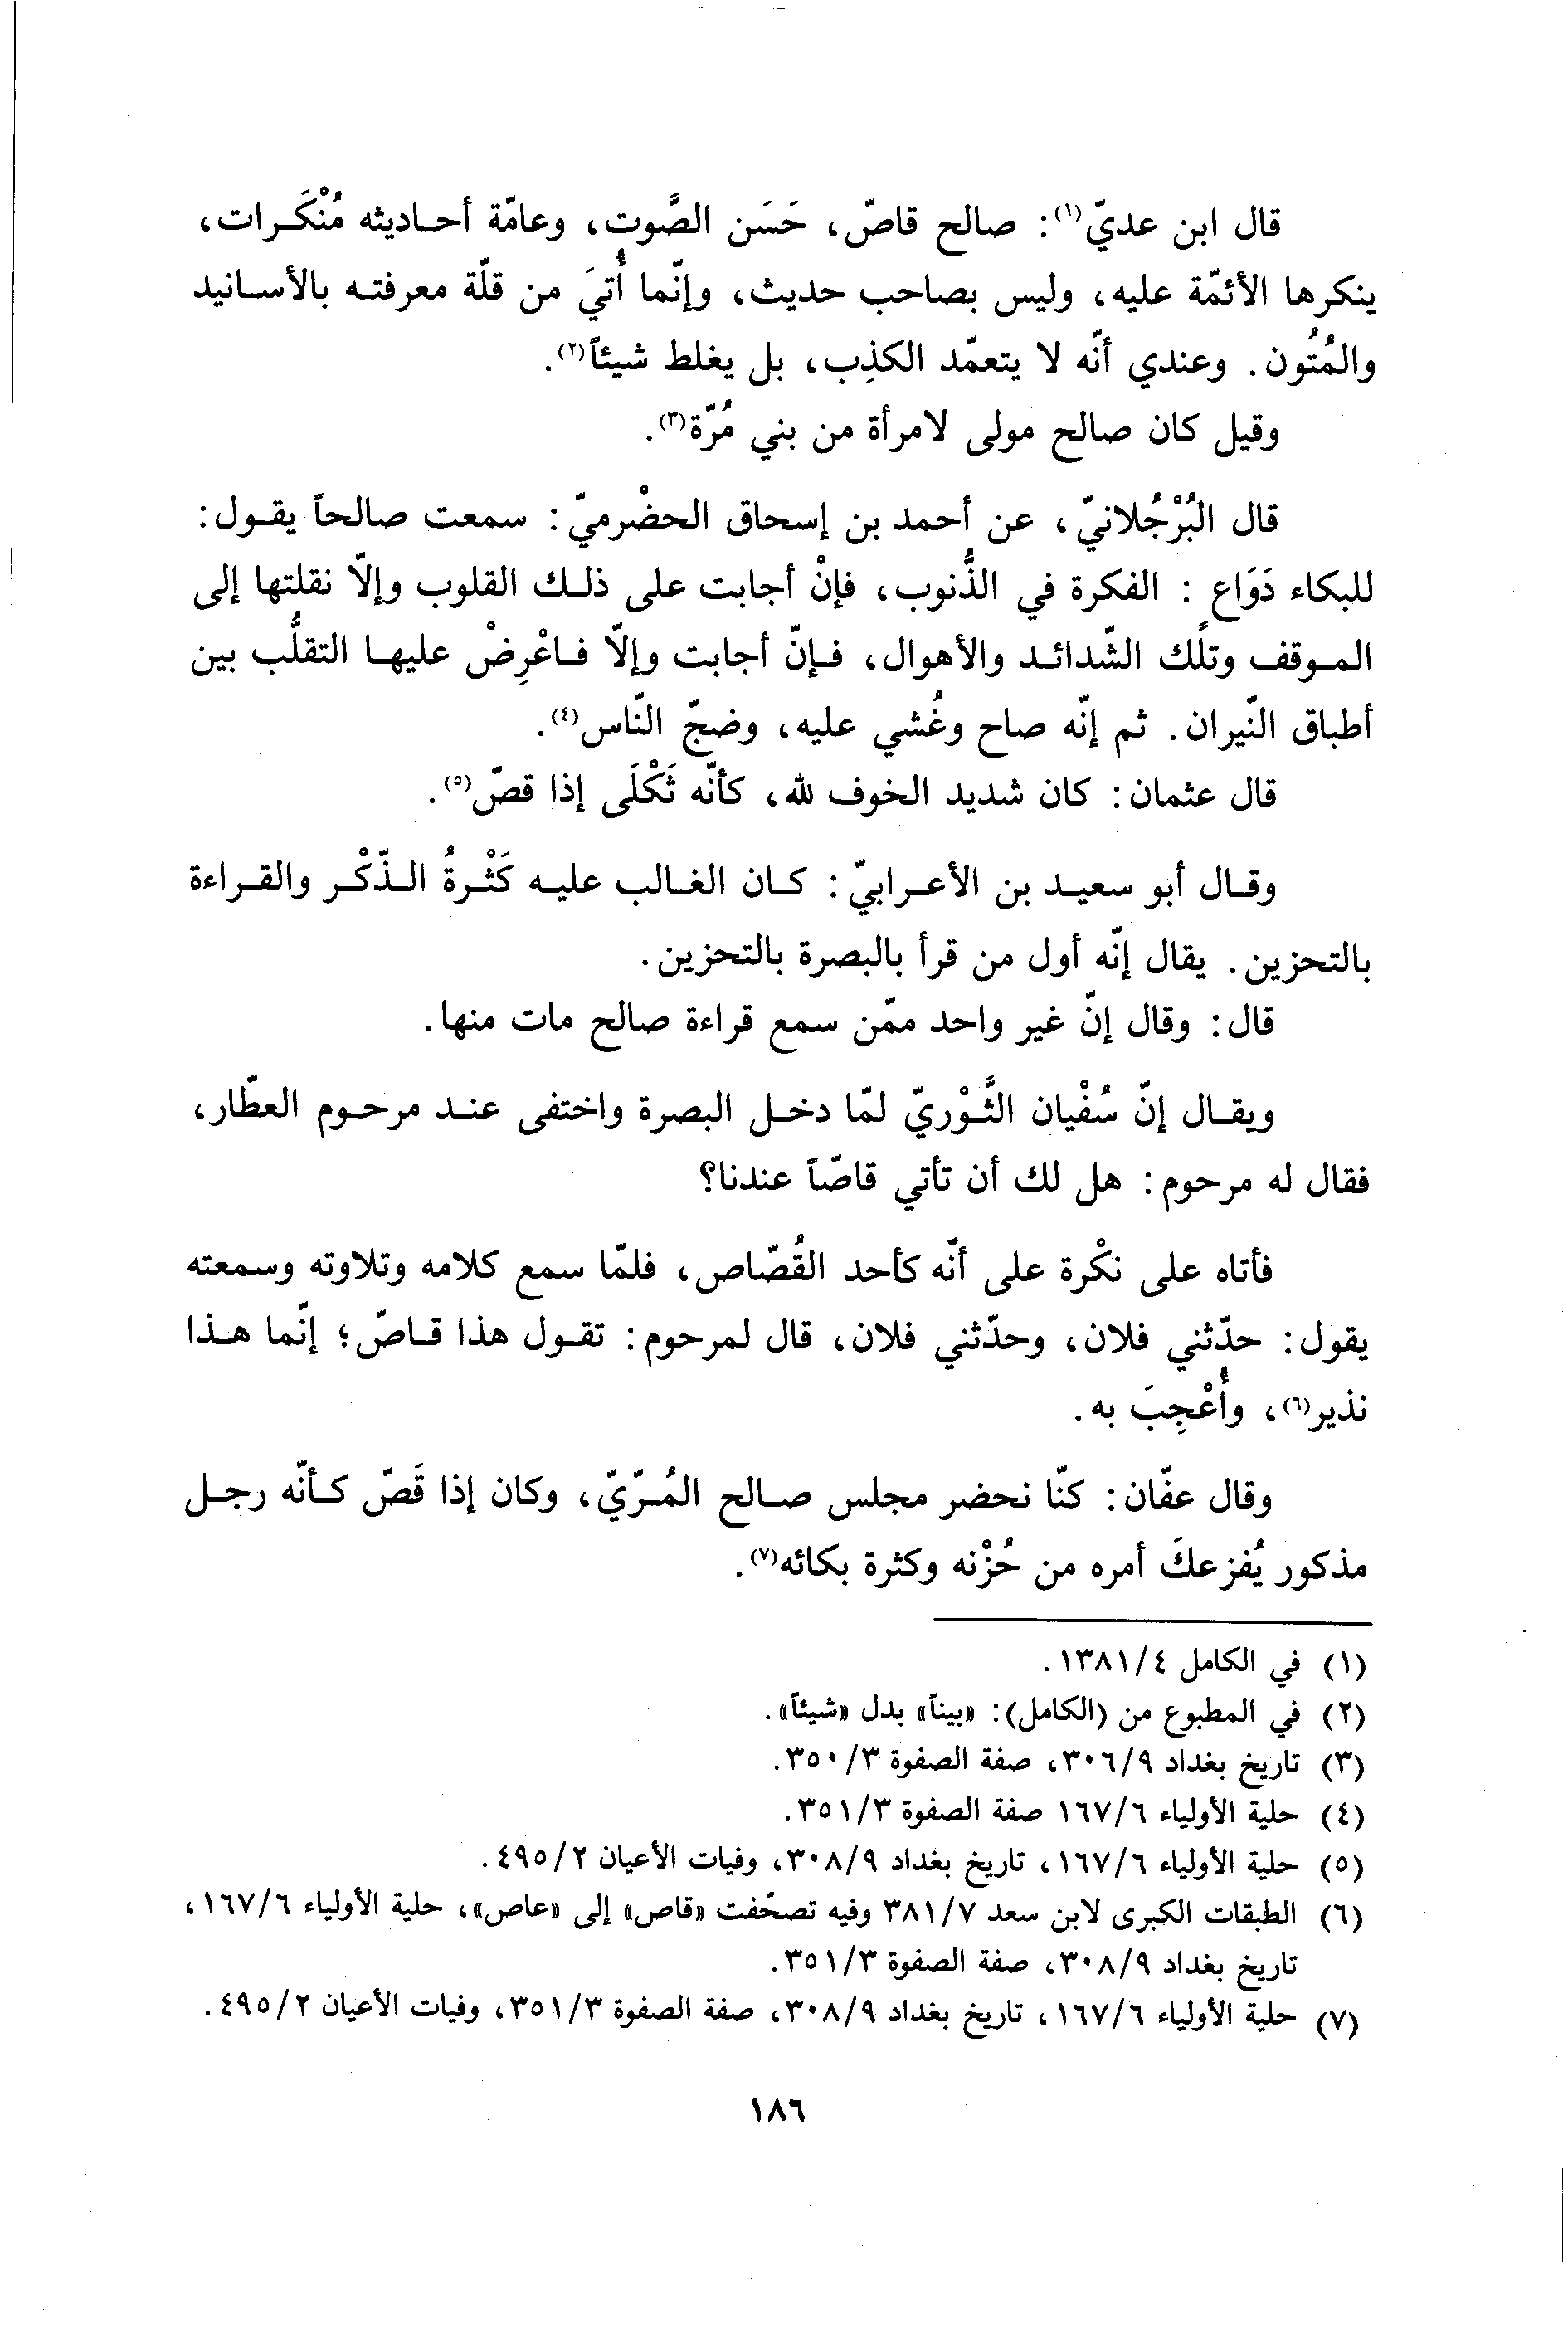 قال ابن عديّ(١): صالح قاصّ، حَسَن الصَّوت، وعامّة أحاديثه مُنْكَرات،
ينكرها الأئمّة عليه، وليس بصاحب حديث، وإنّما أُتيَ من قلّة معرفته بالأسانيد
والمُتُون. وعندي أنّه لا يتعمّد الكذِب، بل يغلط شيئاً(٢).
وقيل كان صالح مولى لامرأة من بني مُرّة(٣).
قال البُرْجُلانيّ، عن أحمد بن إسحاق الحضْرميّ: سمعت صالحاً يقول:
للبكاء دَوَاعٍ: الفكرة في الذُّنوب، فإنْ أجابت على ذلك القلوب وإلّا نقلتها إلى
الموقف وتلك الشّدائد والأهوال، فإنّ أجابت وإلّا فاعْرِضْ عليها التقلُّب بين
أطباق النّيران. ثم إنّه صاح وغُشي عليه، وضجّ النّاس(٤).
قال عثمان: كان شديد الخوف لله، كأنّه ثَكْلَى إذا قصّ(٥).
وقال أبو سعيد بن الأعرابيّ: كان الغالب عليه كَثْرةُ الذّكْر والقراءة
بالتحزين. يقال إنّه أول من قرأ بالبصرة بالتحزين.
قال: وقال إنّ غير واحد ممّن سمع قراءة صالح مات منها.
ويقال إنّ سُفْيان الثَّوْريّ لمّا دخل البصرة واختفى عند مرحوم العطّار،
فقال له مرحوم: هل لك أن تأتي قاصّاً عندنا؟
فأتاه على نكْرة على أنّه كأحد القُصّاص، فلمّا سمع كلامه وتلاوته وسمعته
يقول: حدّثني فلان، وحدّثني فلان، قال لمرحوم: تقول هذا قاصّ؛ إنّما هذا
نذير(٦)، وأُعْجِبَ به.
وقال عفّان: كنّا نحضر مجلس صالح المُرّيّ، وكان إذا قَصّ كأنّه رجل
مذكور يُفزعكَ أمره من حُزْنه وكثرة بكائه(٧).
(١) في الكامل ١٣٨١/٤.
(٢) في المطبوع من (الكامل): «بيناً» بدل «شيئاً».
(٣) تاريخ بغداد ٣٠٦/٩، صفة الصفوة ٣٥٠/٣.
(٤) حلية الأولياء ١٦٧/٦ صفة الصفوة ٣٥١/٣.
(٥) حلية الأولياء ١٦٧/٦، تاريخ بغداد ٣٠٨/٩، وفيات الأعيان ٤٩٥/٢.
(٦) الطبقات الكبرى لابن سعد ٣٨١/٧ وفيه تصحّفت «قاص» إلى «عاص»، حلية الأولياء ١٦٧/٦،
تاريخ بغداد ٣٠٨/٩، صفة الصفوة ٣٥١/٣.
(٧) حلية الأولياء ١٦٧/٦، تاريخ بغداد ٣٠٨/٩، صفة الصفوة ٣٥١/٣، وفيات الأعيان ٤٩٥/٢.
١٨٦